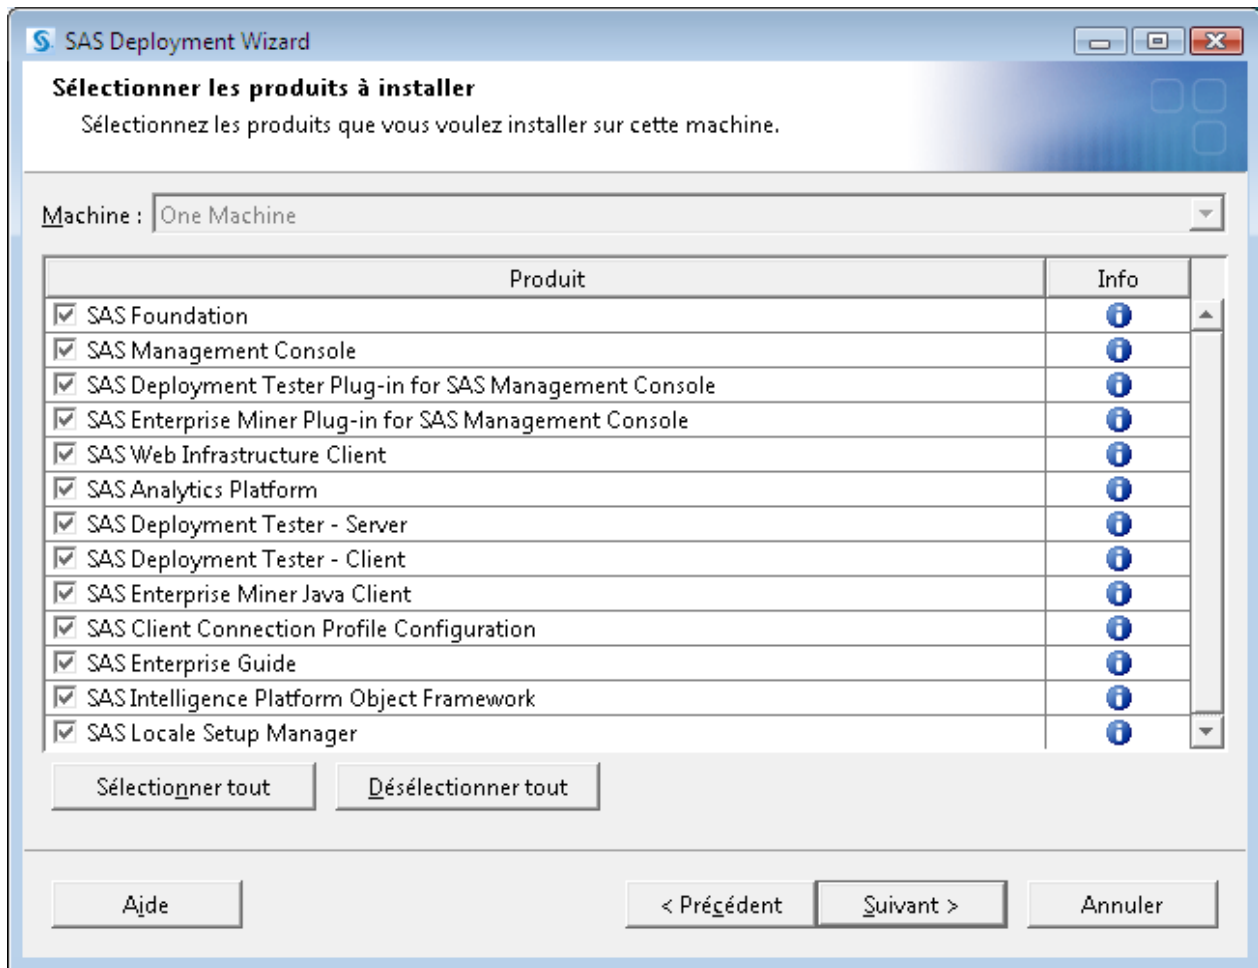 SAS Deployment Wizard
Sélectionner les produits à installer
Sélectionnez les produits que vous voulez installer sur cette machine.
Machine : One Machine
Produit Info
SAS Foundation
SAS Management Console
SAS Deployment Tester Plug-in for SAS Management Console
SAS Enterprise Miner Plug-in for SAS Management Console
SAS Web Infrastructure Client
SAS Analytics Platform
SAS Deployment Tester - Server
SAS Deployment Tester - Client
SAS Enterprise Miner Java Client
SAS Client Connection Profile Configuration
SAS Enterprise Guide
SAS Intelligence Platform Object Framework
SAS Locale Setup Manager
Sélectionner tout Désélectionner tout
Aide < Précédent Suivant > Annuler